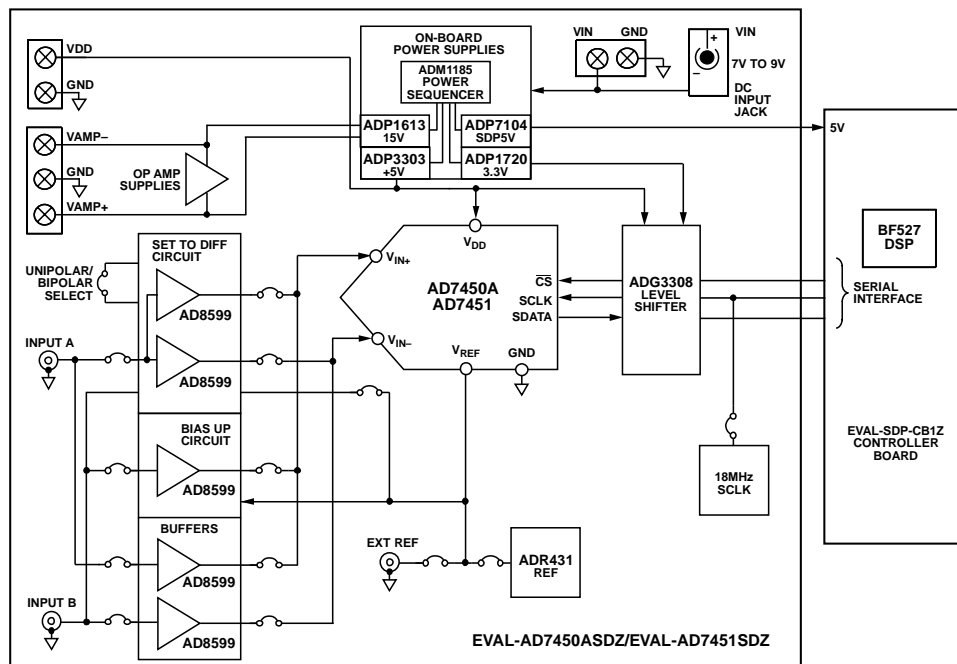 VDD
GND
VAMP–
GND
VAMP+
OP AMP
SUPPLIES
ON-BOARD
POWER SUPPLIES
ADM1185
POWER
SEQUENCER
ADP1613
15V
ADP7104
SDP5V
ADP3303
+5V
ADP1720
3.3V
VIN
GND
+
–
VIN
7V TO 9V
DC
INPUT
JACK
5V
BF527
DSP
SERIAL
INTERFACE
EVAL-SDP-CB1Z
CONTROLLER
BOARD
SET TO DIFF
CIRCUIT
UNIPOLAR/
BIPOLAR
SELECT
AD8599
INPUT A
AD8599
BIAS UP
CIRCUIT
AD8599
BUFFERS
AD8599
INPUT B
AD8599
VDD
VIN+
AD7450A
AD7451
CS
SCLK
SDATA
VIN–
VREF
GND
ADG3308
LEVEL
SHIFTER
18MHz
SCLK
EXT REF
ADR431
REF
EVAL-AD7450ASDZ/EVAL-AD7451SDZ